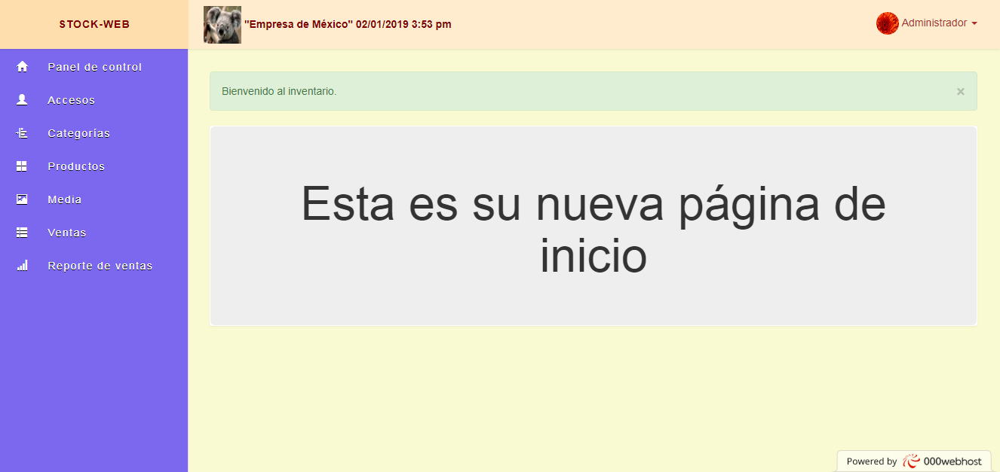 STOCK-WEB
"Empresa de México" 02/01/2019 3:53 pm
Administrador
Panel de control
Accesos
Categorías
Productos
Media
Ventas
Reporte de ventas
Bienvenido al inventario.
×
Esta es su nueva página de
inicio
Powered by 000webhost